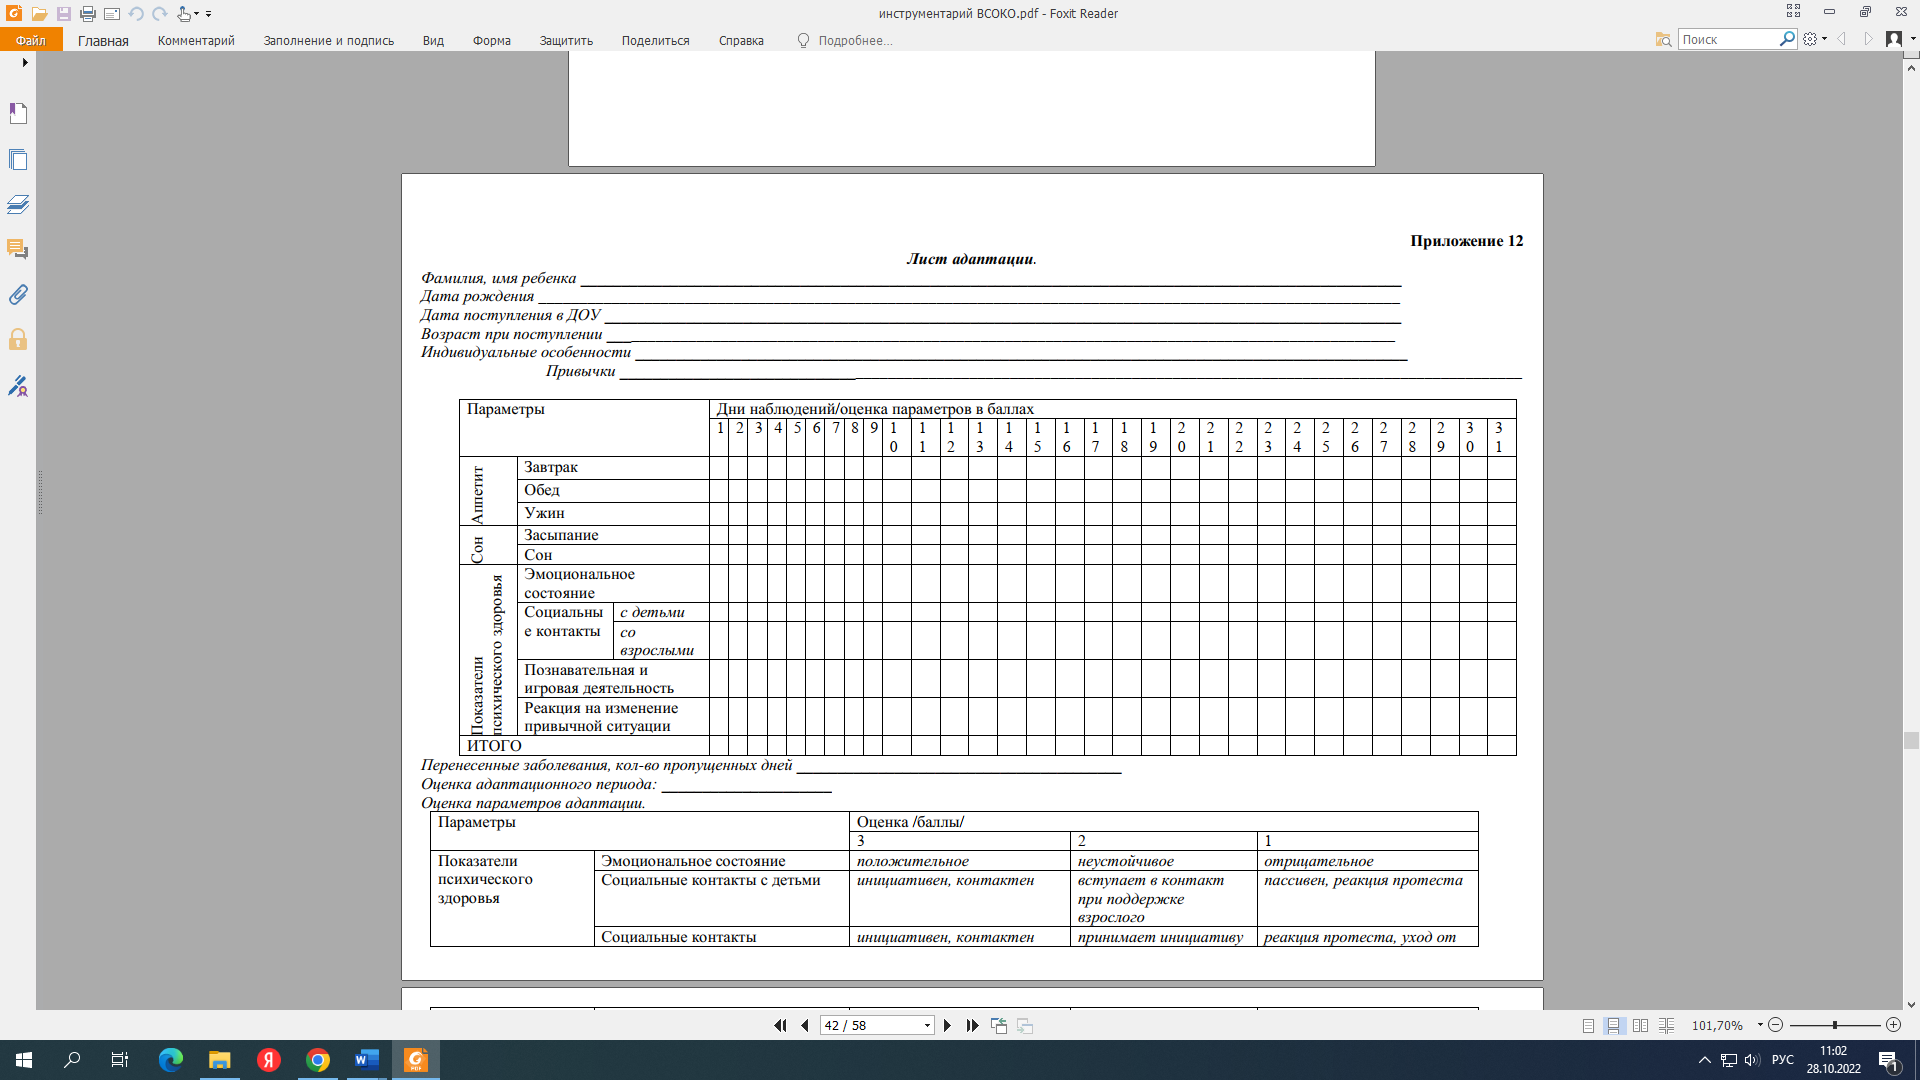 инструментарий ВСОКО.pdf - Foxit Reader
Файл Главная Комментарий Заполнение и подпись Вид Форма Защитить Поделиться Справка Подробнее... Поиск
Приложение 12
Лист адаптации.
Фамилия, имя ребенка
Дата рождения
Дата поступления в ДОУ
Возраст при поступлении
Индивидуальные особенности
Привычки
Параметры Дни наблюдений/оценка параметров в баллах
1 2 3 4 5 6 7 8 9 10 11 12 13 14 15 16 17 18 19 20 21 22 23 24 25 26 27 28 29 30 31
Аппетит
Завтрак
Обед
Ужин
Сон
Засыпание
Сон
Показатели психического здоровья
Эмоциональное
состояние
Социальны
е контакты
с детьми
со
взрослыми
Познавательная и
игровая деятельность
Реакция на изменение
привычной ситуации
ИТОГО
Перенесенные заболевания, кол-во пропущенных дней
Оценка адаптационного периода:
Оценка параметров адаптации.
Параметры Оценка /баллы/
3 2 1
Показатели
психического
здоровья
Эмоциональное состояние положительное неустойчивое отрицательное
Социальные контакты с детьми инициативен, контактен вступает в контакт
при поддержке
взрослого
пассивен, реакция протеста
Социальные контакты инициативен, контактен принимает инициативу реакция протеста, уход от
42 / 58 101,70%
РУС 11:02
28.10.2022
1